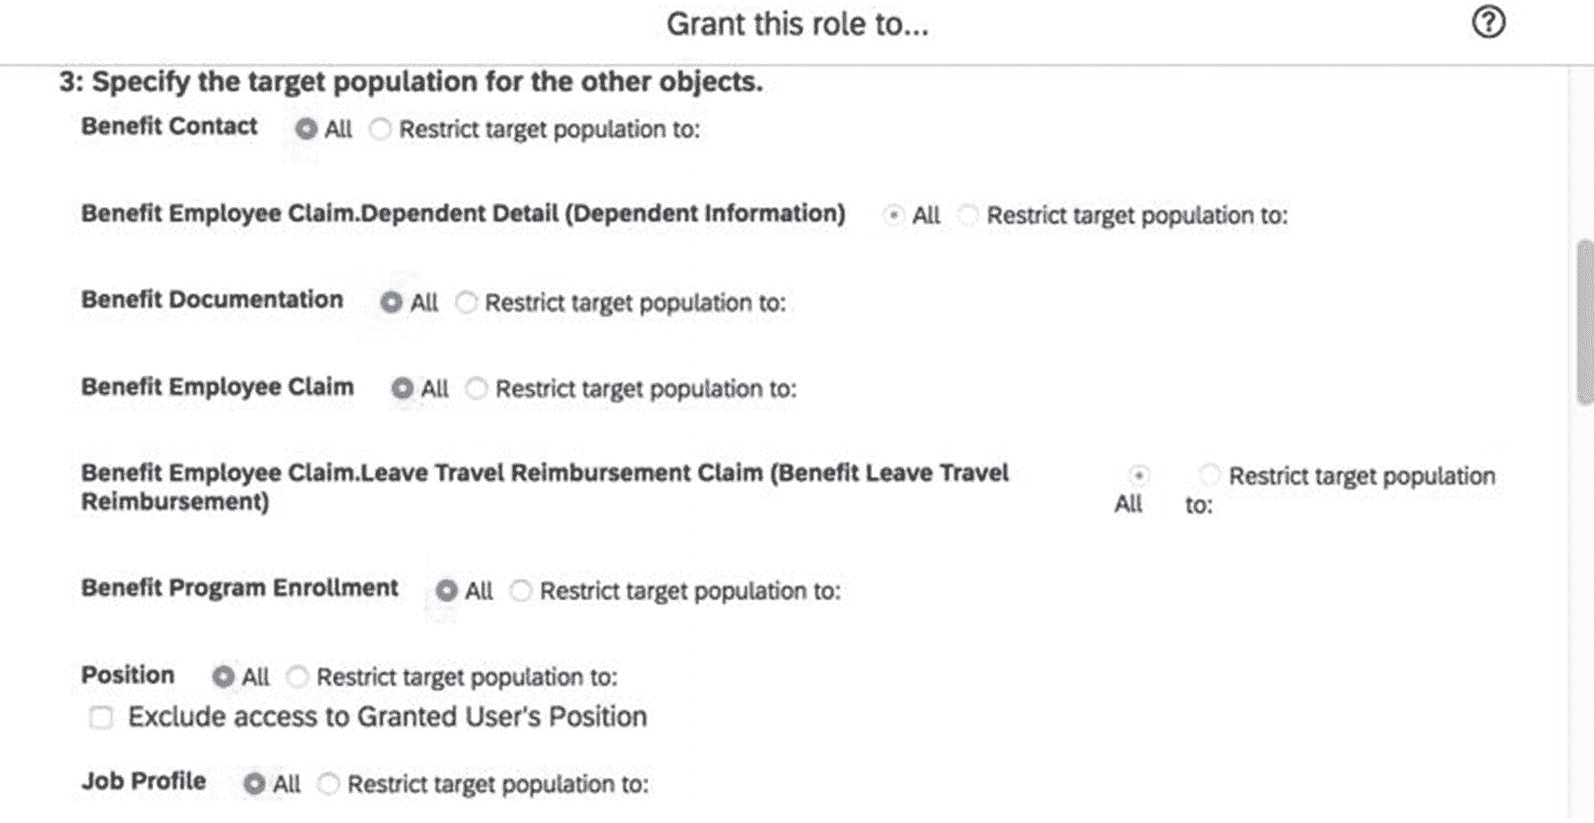 Grant this role to...
3: Specify the target population for the other objects.
Benefit Contact All Restrict target population to:
Benefit Employee Claim.Dependent Detail (Dependent Information) All Restrict target population to:
Benefit Documentation All Restrict target population to:
Benefit Employee Claim All Restrict target population to:
Benefit Employee Claim.Leave Travel Reimbursement Claim (Benefit Leave Travel Restrict target population
Reimbursement) All to:
Benefit Program Enrollment All Restrict target population to:
Position All Restrict target population to:
Exclude access to Granted User's Position
Job Profile All Restrict target population to: